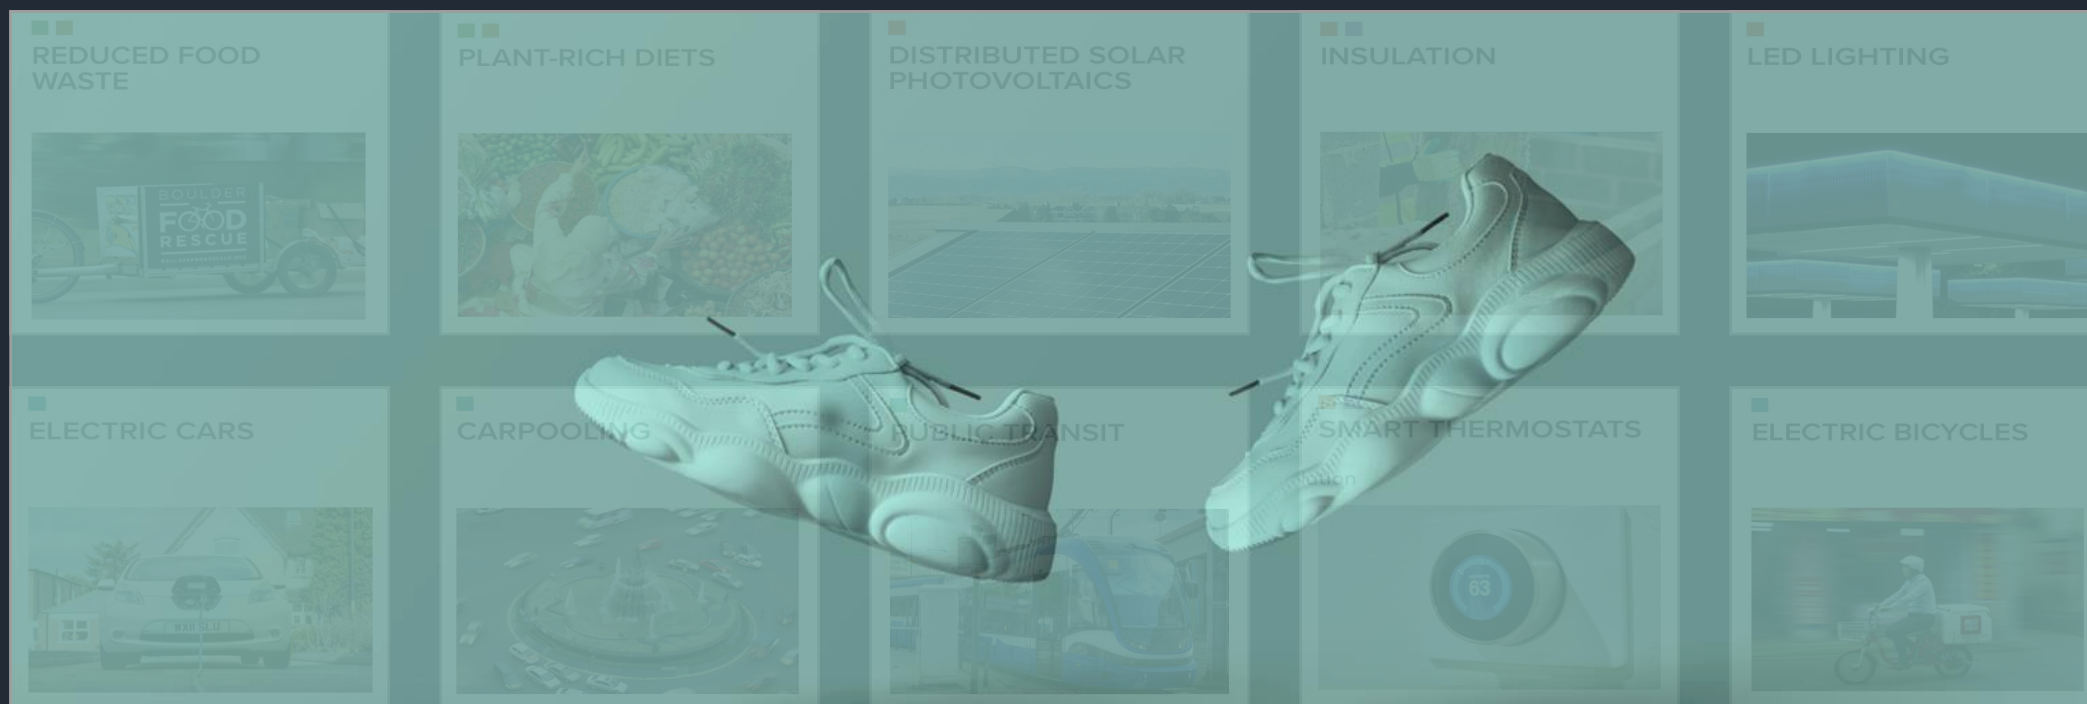 REDUCED FOOD
WASTE
PLANT-RICH DIETS
DISTRIBUTED SOLAR
PHOTOVOLTAICS
INSULATION
LED LIGHTING
BOULDER
FOOD
RESCUE
ELECTRIC CARS
CARPOOLING
PUBLIC TRANSIT
SMART THERMOSTATS
ELECTRIC BICYCLES
63